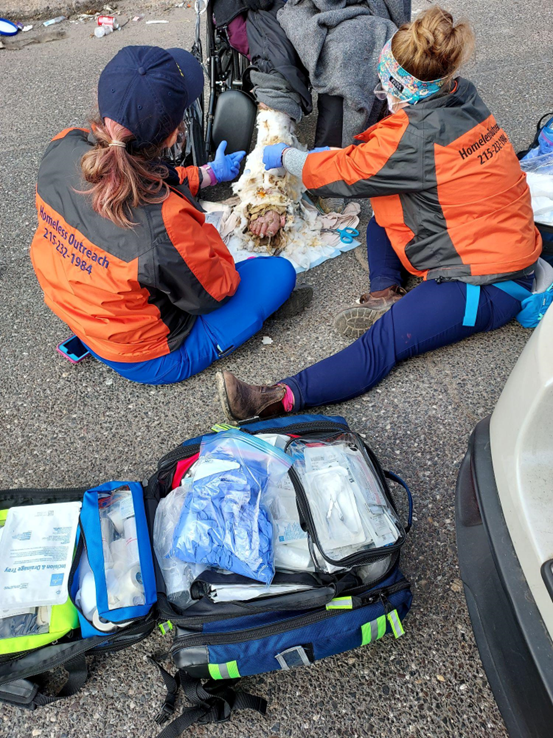 Homeless Outreach
215-232-1984
Homeless Outreach
215-232-1984
Incision & Drainage Tray